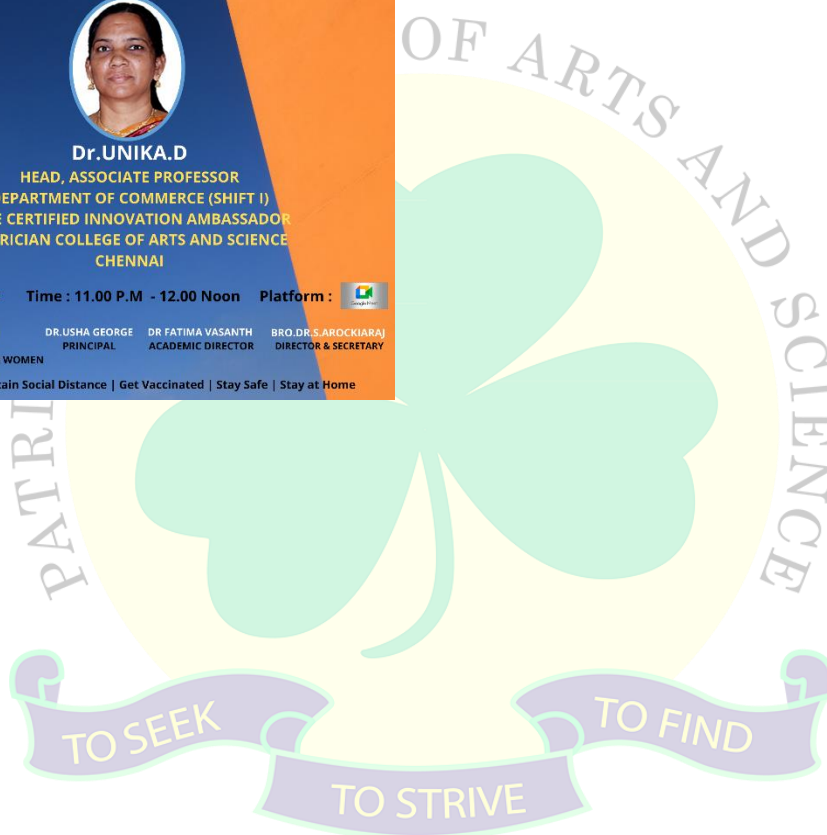 Dr.UNIKA.D
HEAD, ASSOCIATE PROFESSOR
EPARTMENT OF COMMERCE (SHIFT I)
E CERTIFIED INNOVATION AMBASSADOR
RICIAN COLLEGE OF ARTS AND SCIENCE
CHENNAI
Time : 11.00 P.M - 12.00 Noon Platform : Google Meet
DR.USHA GEORGE DR FATIMA VASANTH BRO.DR.S.AROCKIARAJ
PRINCIPAL ACADEMIC DIRECTOR DIRECTOR & SECRETARY
WOMEN
tain Social Distance | Get Vaccinated | Stay Safe | Stay at Home
PATRI OF ARTS AND SCIENCE
TO SEEK
TO STRIVE
TO FIND